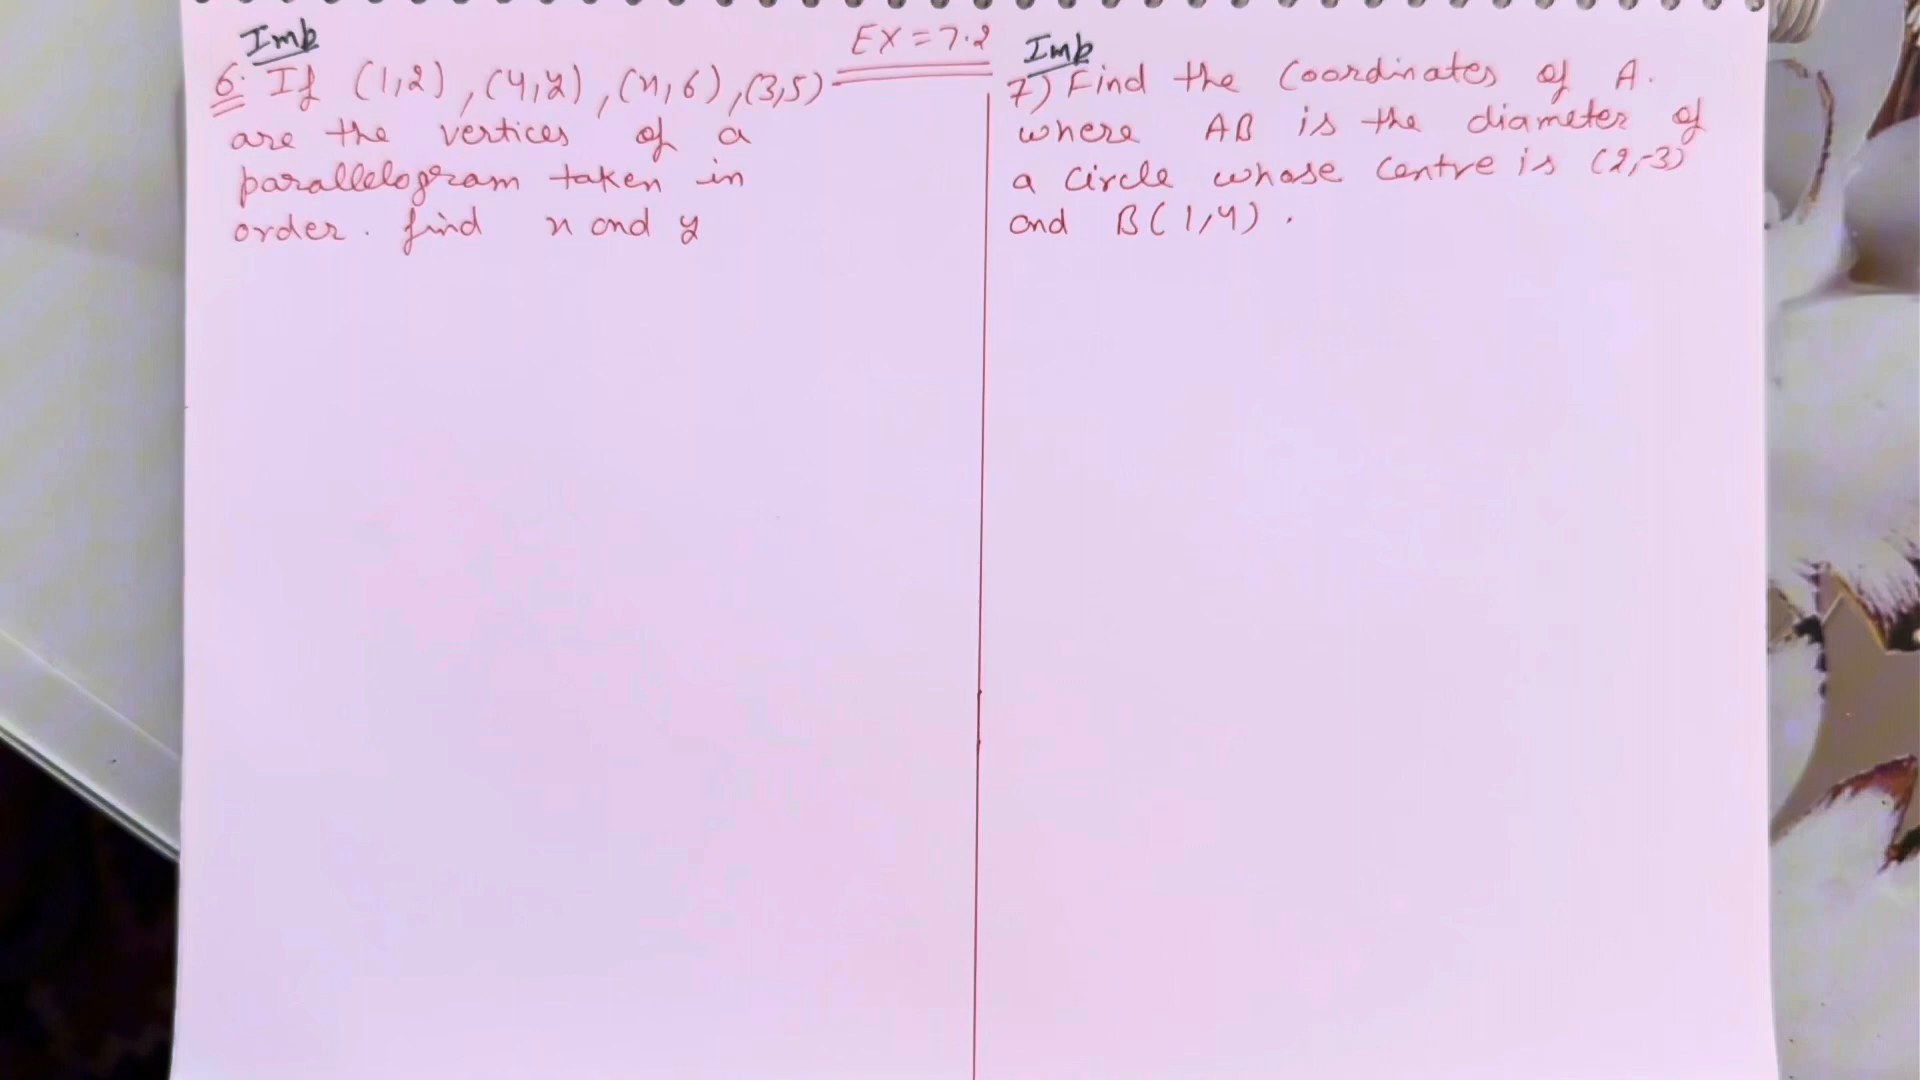 Imp
EX = 7.2
6. If (1,2), (4,y), (x,6), (3,5)
are the vertices of a
parallelogram taken in
order. find x and y
Imp
7) Find the Coordinates of A.
where AB is the diameter of
a circle whose centre is (2,-3)
and B(1,4).